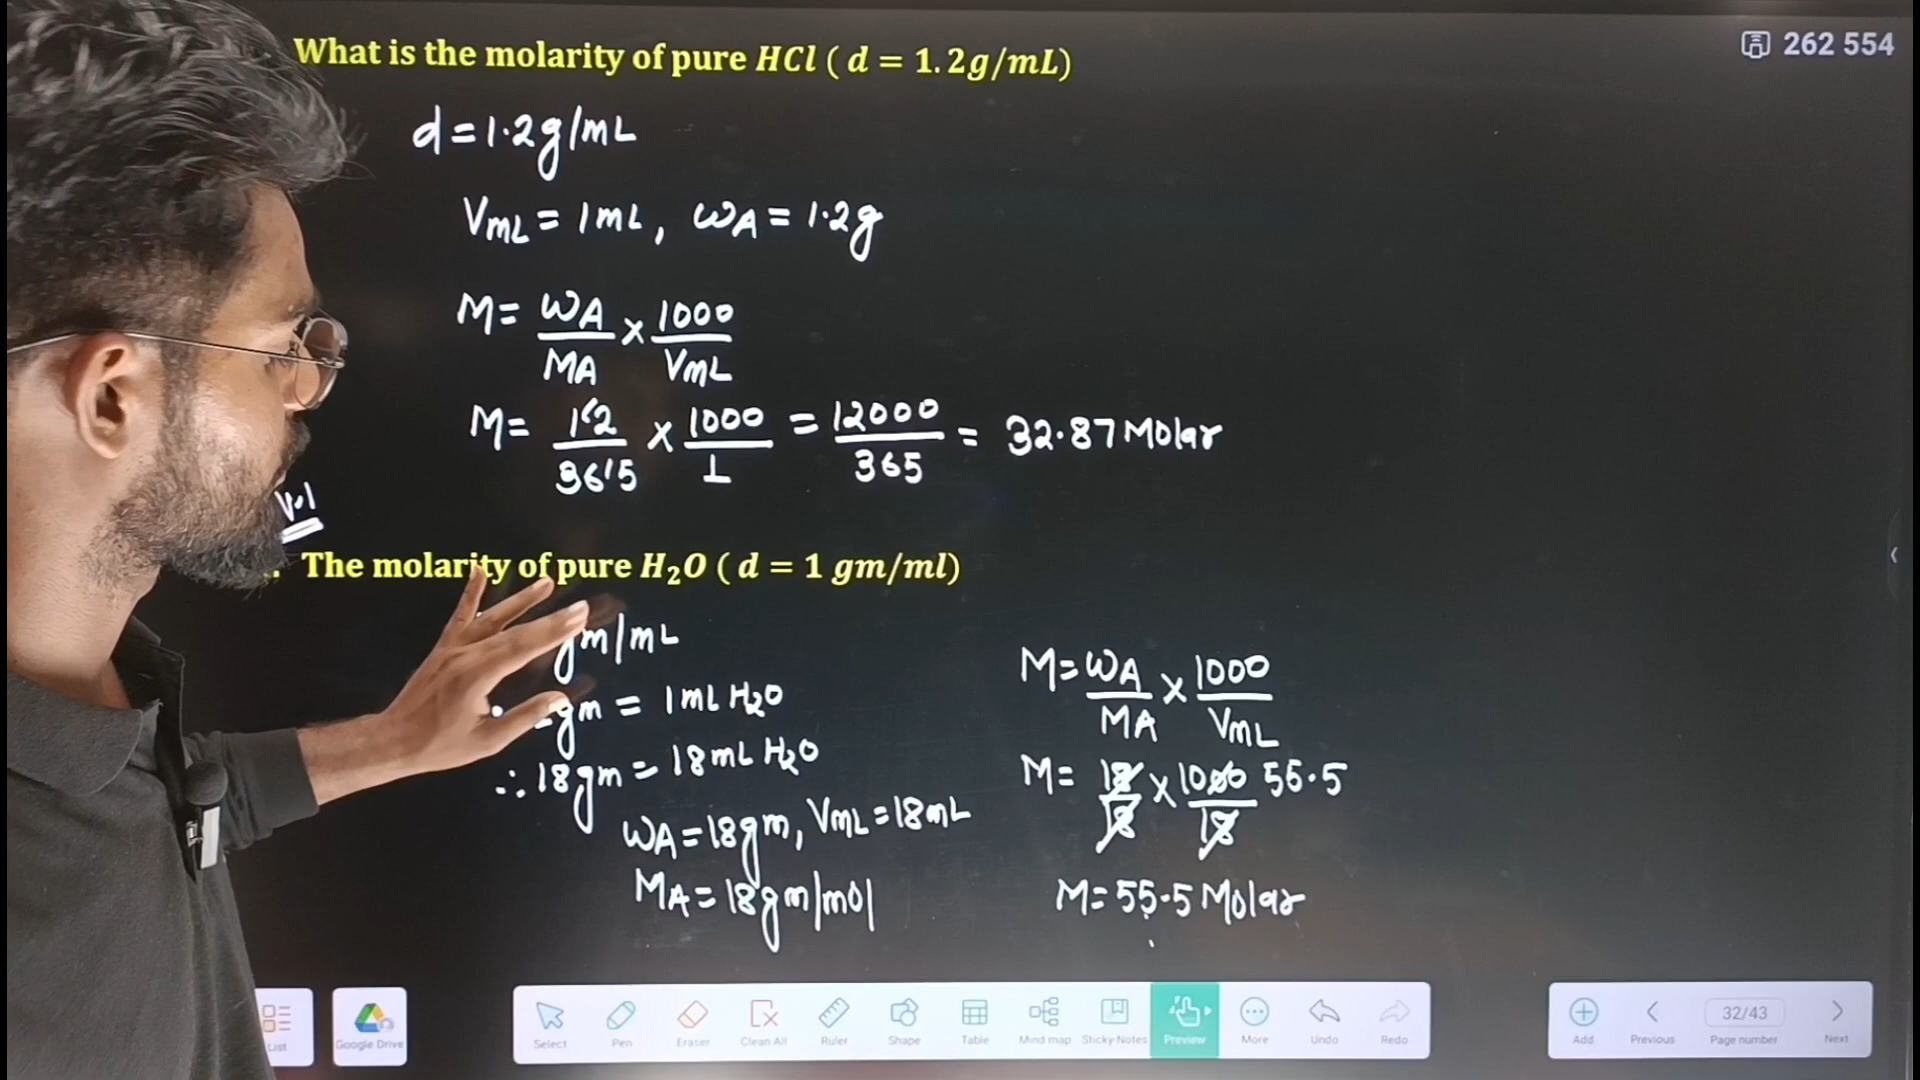 What is the molarity of pure HCl ( d = 1.2g/mL)
262 554
d = 1.2g/mL
VmL = 1mL, WA = 1.2g
M = WA/MA × 1000/VmL
M = 1.2/36.5 × 1000/1 = 12000/365 = 32.87 Molar
The molarity of pure H₂O ( d = 1 gm/ml)
gm/mL
gm = 1mL H₂O
∴ 18gm = 18mL H₂O
WA = 18gm, VmL = 18mL
MA = 18gm/mol
M = WA/MA × 1000/VmL
M = 18/18 × 1000/18 55.5
M = 55.5 Molar
List
Google Drive
Select
Pen
Eraser
Clean All
Ruler
Shape
Table
Mind map
Sticky Notes
Preview
More
Undo
Redo
Add
Previous
32/43
Page number
Next